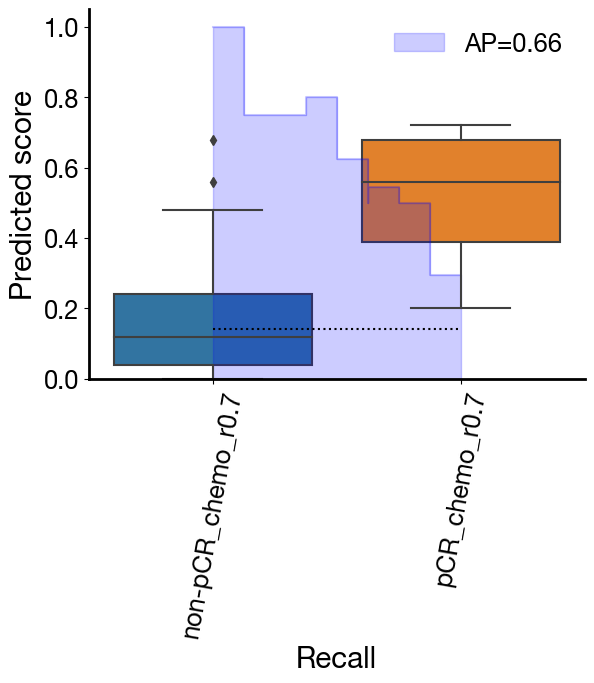 Predicted score
1.0
0.8
0.6
0.4
0.2
0.0
AP=0.66
non-pCR_chemo_r0.7
pCR_chemo_r0.7
Recall